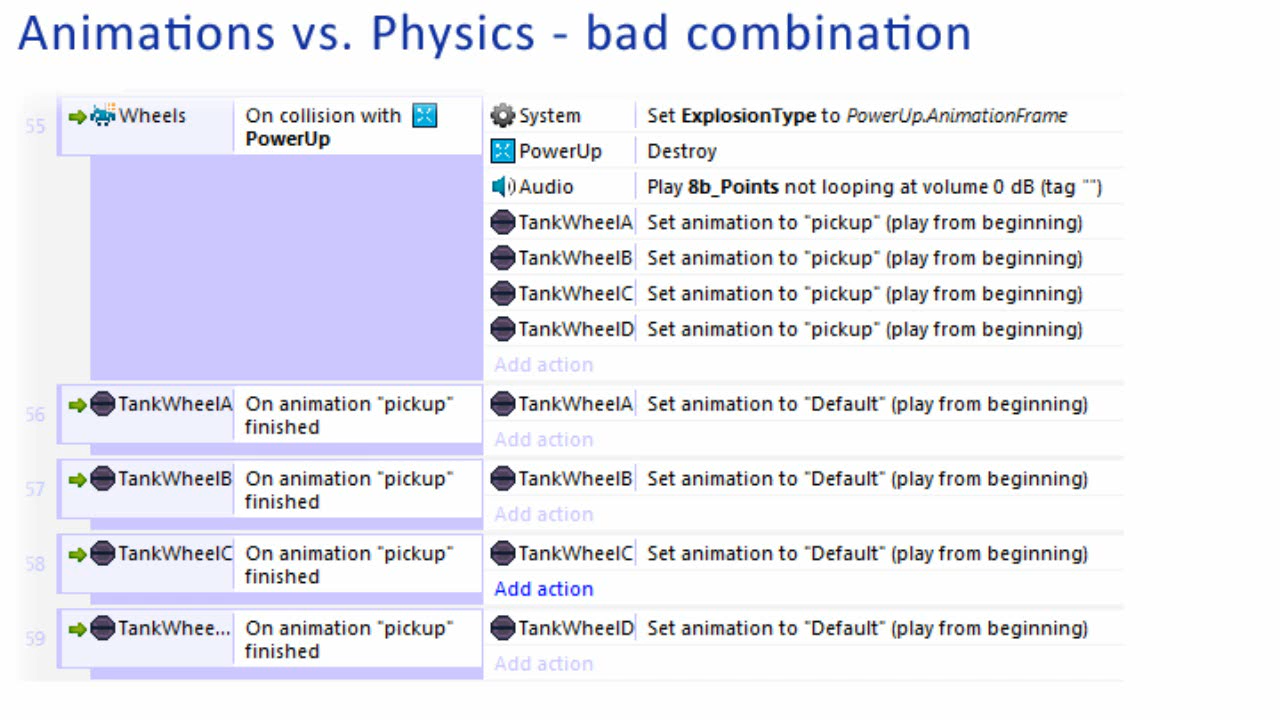 Animations vs. Physics - bad combination
55 Wheels On collision with System Set ExplosionType to PowerUp.AnimationFrame
PowerUp
PowerUp Destroy
Audio Play 8b_Points not looping at volume 0 dB (tag "")
TankWheelA Set animation to "pickup" (play from beginning)
TankWheelB Set animation to "pickup" (play from beginning)
TankWheelC Set animation to "pickup" (play from beginning)
TankWheelD Set animation to "pickup" (play from beginning)
Add action
56 TankWheelA On animation "pickup" TankWheelA Set animation to "Default" (play from beginning)
finished
Add action
57 TankWheelB On animation "pickup" TankWheelB Set animation to "Default" (play from beginning)
finished
Add action
58 TankWheelC On animation "pickup" TankWheelC Set animation to "Default" (play from beginning)
finished
Add action
59 TankWhee... On animation "pickup" TankWheelD Set animation to "Default" (play from beginning)
finished
Add action